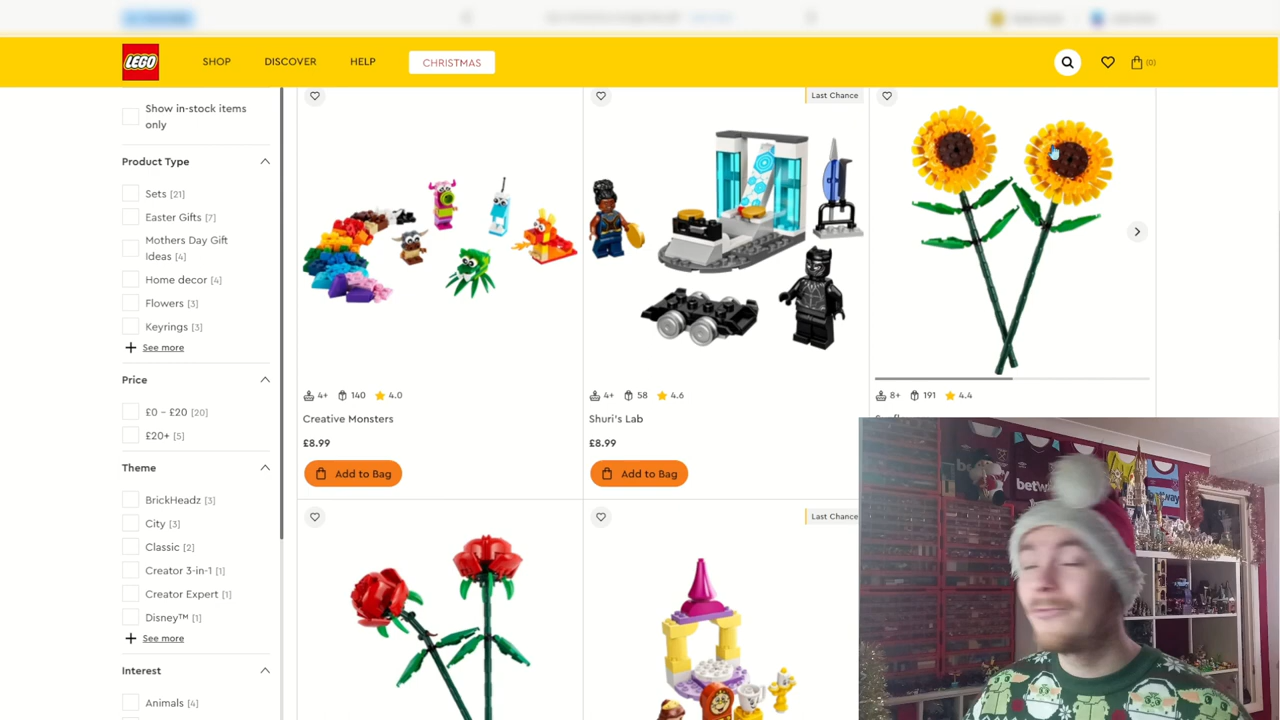 LEGO
SHOP
DISCOVER
HELP
CHRISTMAS
(0)
Show in-stock items
only
Product Type
Sets [21]
Easter Gifts [7]
Mothers Day Gift
Ideas [4]
Home decor [4]
Flowers [3]
Keyrings [3]
See more
Price
£0 – £20 [20]
£20+ [5]
Theme
BrickHeadz [3]
City [3]
Classic [2]
Creator 3-in-1 [1]
Creator Expert [1]
Disney™ [1]
See more
Interest
Animals [4]
4+ 140 4.0
Creative Monsters
£8.99
Add to Bag
Last Chance
4+ 58 4.6
Shuri's Lab
£8.99
Add to Bag
8+ 191 4.4
Last Chance
betw